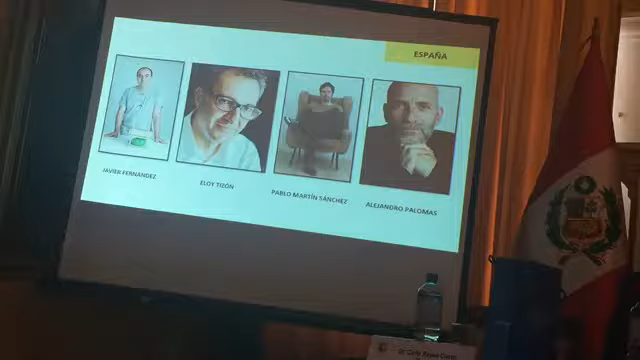 ESPAÑA
JAVIER FERNANDEZ
ELOY TIZÓN
PABLO MARTÍN SÁNCHEZ
ALEJANDRO PALOMAS